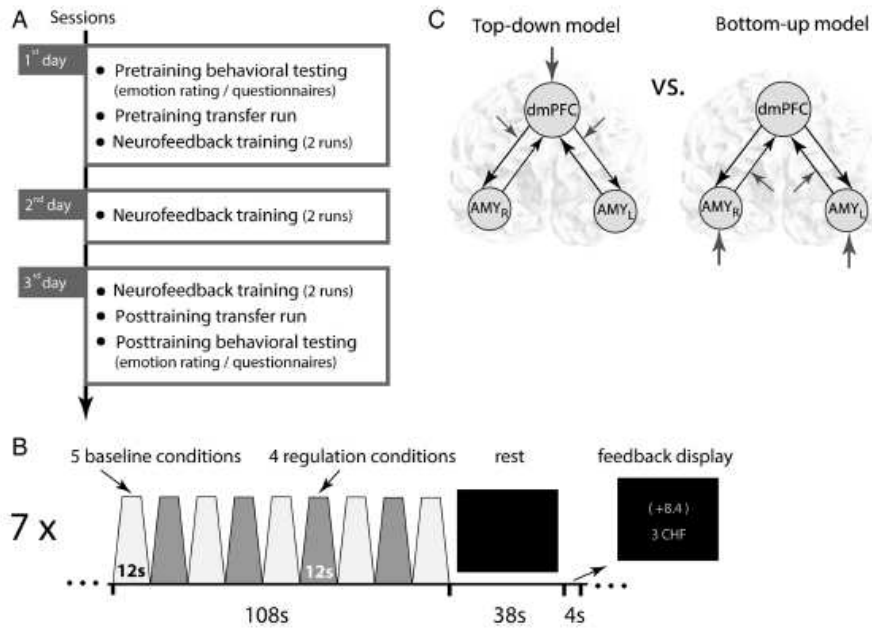 A
Sessions
1st day
• Pretraining behavioral testing
(emotion rating / questionnaires)
• Pretraining transfer run
• Neurofeedback training (2 runs)
2nd day
• Neurofeedback training (2 runs)
3rd day
• Neurofeedback training (2 runs)
• Posttraining transfer run
• Posttraining behavioral testing
(emotion rating / questionnaires)
C
Top-down model
dmPFC
AMYR
AMYL
vs.
Bottom-up model
dmPFC
AMYR
AMYL
B
5 baseline conditions
4 regulation conditions
rest
feedback display
7 x
12s
12s
(+8.4)
3 CHF
108s
38s
4s